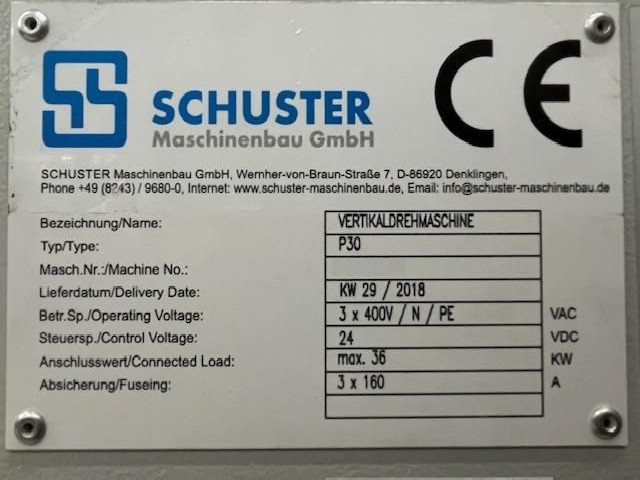 SCHUSTER
Maschinenbau GmbH
CE
SCHUSTER Maschinenbau GmbH, Wernher-von-Braun-Straße 7, D-86920 Denklingen,
Phone +49 (8243) / 9680-0, Internet: www.schuster-maschinenbau.de, Email: info@schuster-maschinenbau.de
Bezeichnung/Name: VERTIKALDREHMASCHINE
Typ/Type: P30
Masch.Nr.:/Machine No.:
Lieferdatum/Delivery Date: KW 29 / 2018
Betr.Sp./Operating Voltage: 3 x 400V / N / PE VAC
Steuersp./Control Voltage: 24 VDC
Anschlusswert/Connected Load: max. 36 KW
Absicherung/Fuseing: 3 x 160 A